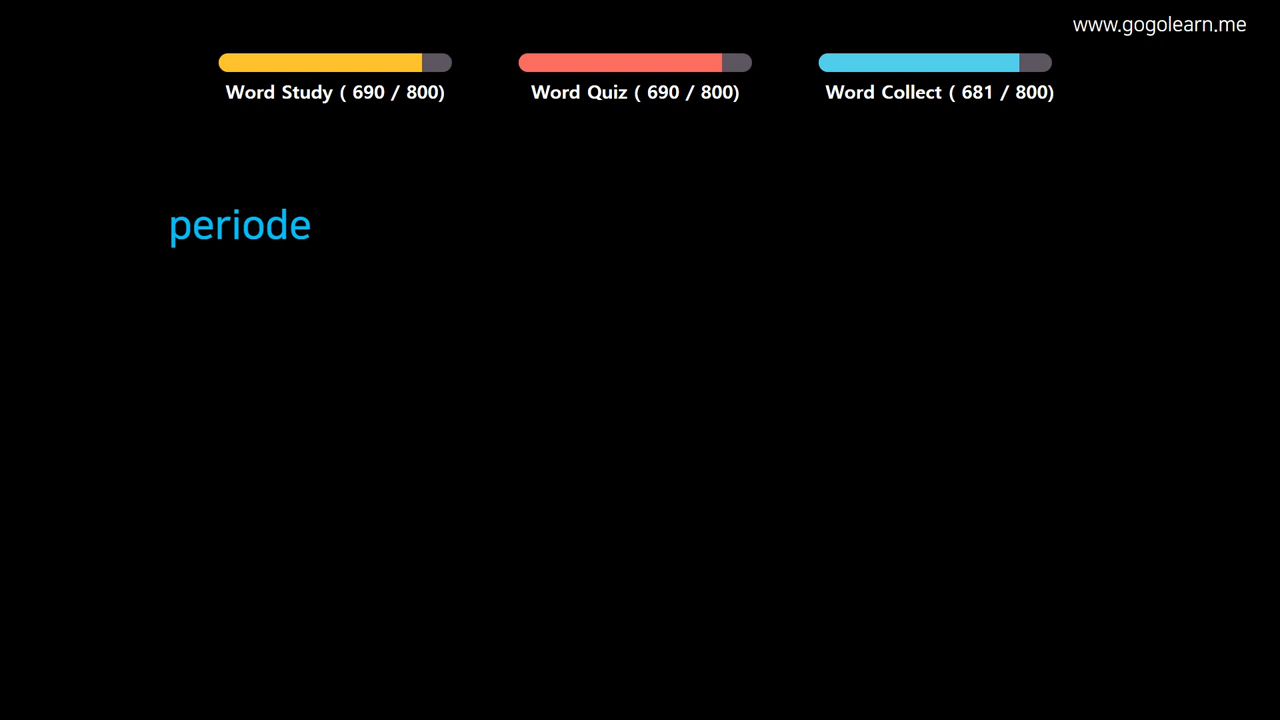 www.gogolearn.me
Word Study ( 690 / 800)
Word Quiz ( 690 / 800)
Word Collect ( 681 / 800)
periode